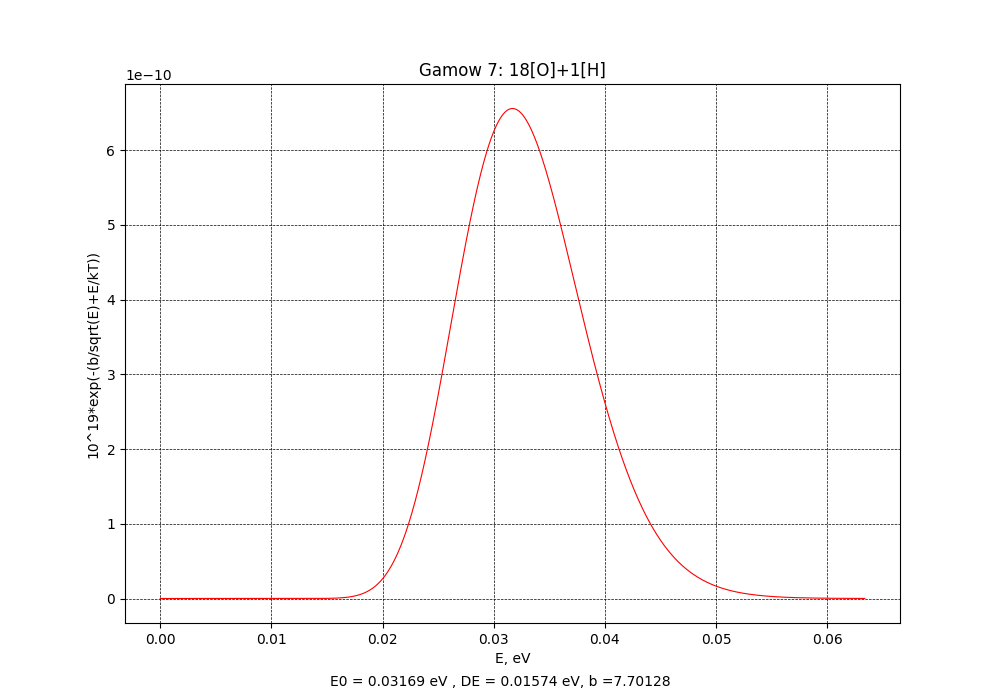 Gamow 7: 18[O]+1[H]
1e−10
10^19*exp(-(b/sqrt(E)+E/kT))
6
5
4
3
2
1
0
0.00 0.01 0.02 0.03 0.04 0.05 0.06
E, eV
E0 = 0.03169 eV , DE = 0.01574 eV, b =7.70128